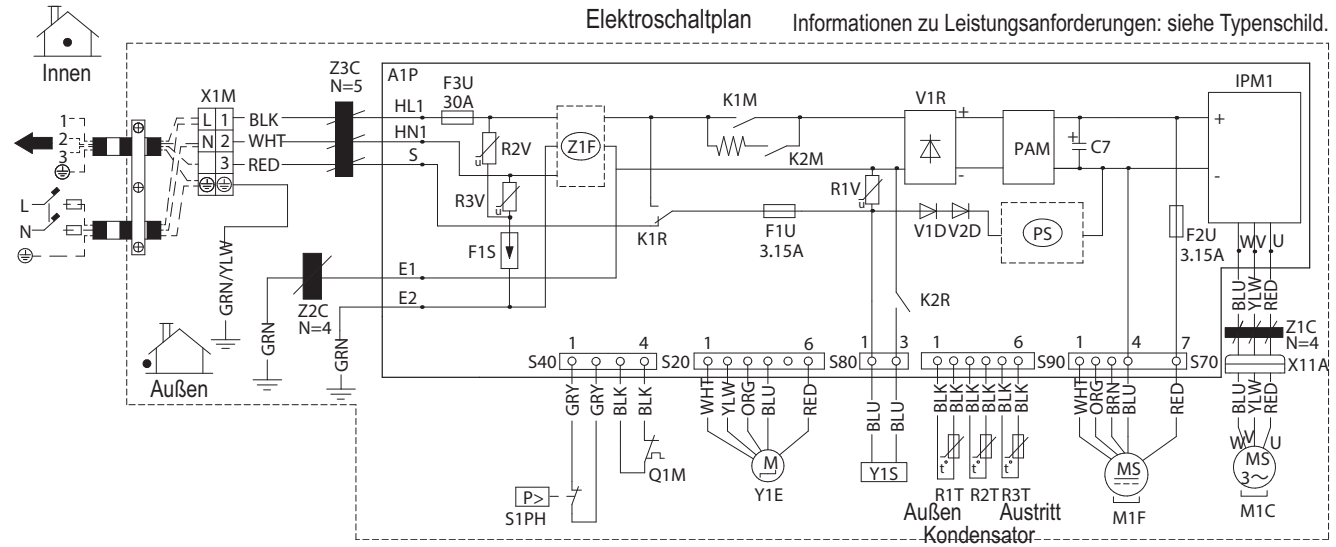 Elektroschaltplan
Informationen zu Leistungsanforderungen: siehe Typenschild.
Innen
Z3C
N=5
A1P
F3U
30A
IPM1
X1M
HL1
K1M
V1R
1
L 1 BLK
+
+
2
N 2 WHT
HN1
R2V
u
Z1F
K2M
PAM
+
C7
3
3 RED
S
-
-
R3V
u
R1V
u
L
N
K1R
F1U
3.15A
V1D V2D
PS
F2U
3.15A
W V U
F1S
GRN/YLW
E1
E2
K2R
Z2C
N=4
GRN
GRN
BLU
YLW
RED
Z1C
N=4
Außen
1 4
1 6
1 3
1 6
1 4 7
S40
S20
S80
S90
S70
X11A
GRY
GRY
BLK
BLK
WHT
YLW
ORG
BLU
RED
BLU
BLU
BLK
BLK
BLK
BLK
BLK
BLK
WHT
ORG
BRN
BLU
RED
BLU
YLW
RED
W V U
Q1M
M
Y1E
Y1S
t°
t°
t°
MS
MS
3~
P>
S1PH
R1T R2T R3T
M1F
M1C
Außen
Austritt
Kondensator